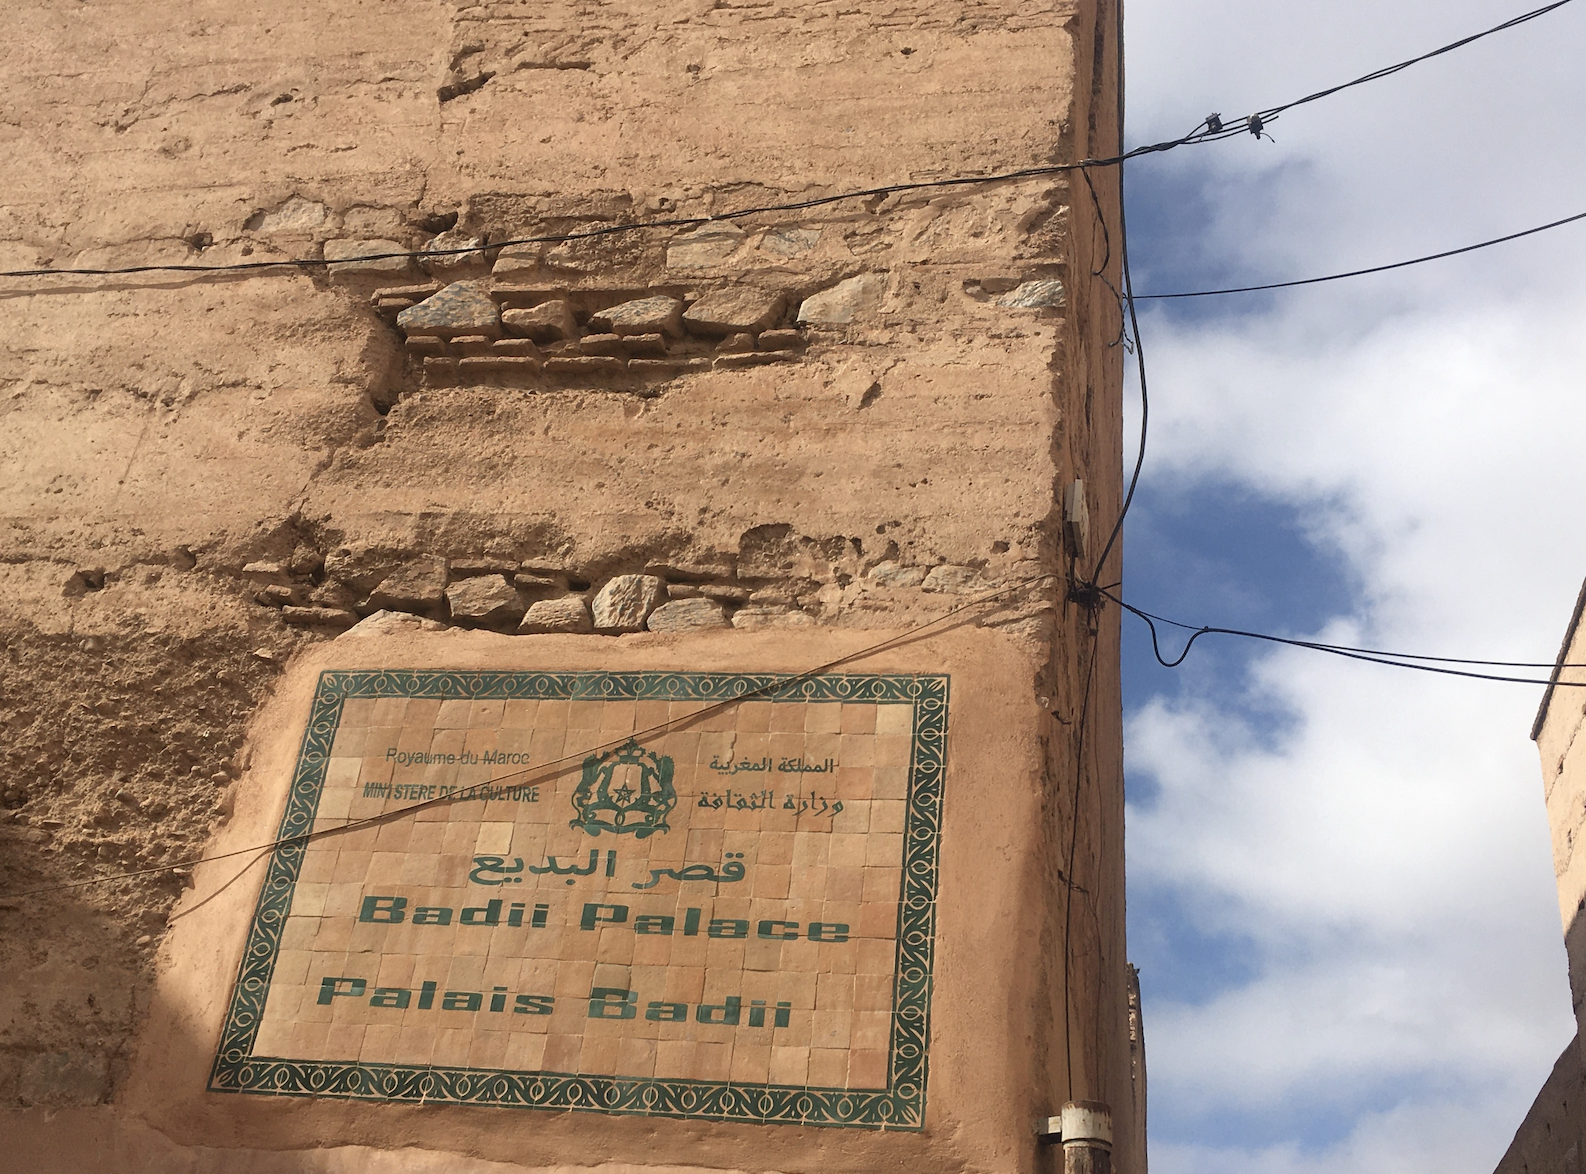 Royaume du Maroc
MINISTERE DE LA CULTURE
المملكة المغربية
وزارة الثقافة
قصر البديع
Badii Palace
Palais Badii